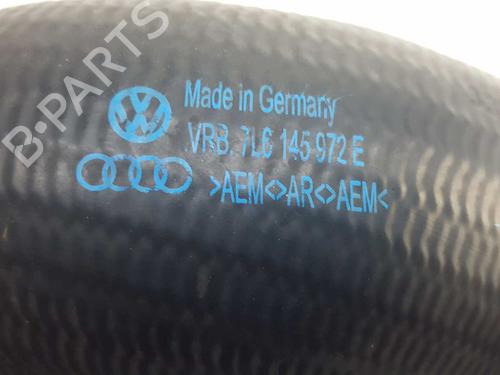 B-PARTS
Made in Germany
VRB. 7L6 145 972 E
>AEM<>AR<>AEM<